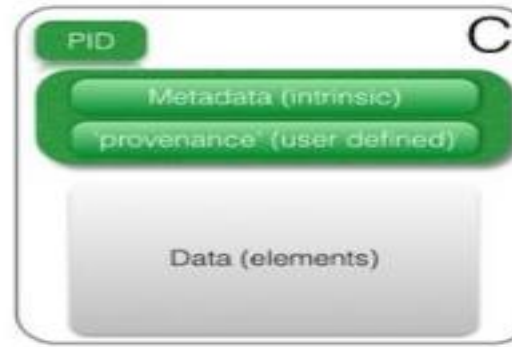 PID
C
Metadata (intrinsic)
'provenance' (user defined)
Data (elements)